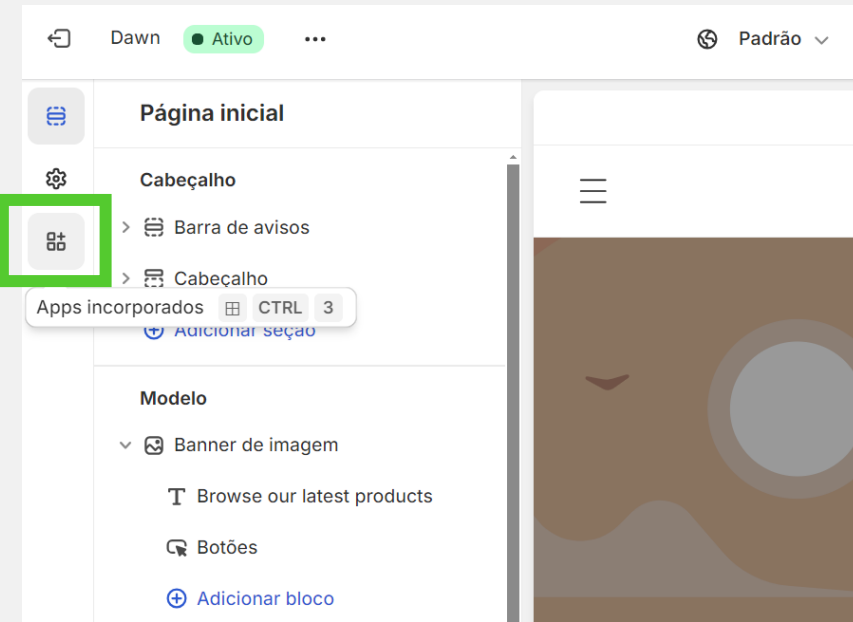 Dawn
Ativo
Padrão
Página inicial
Cabeçalho
Barra de avisos
Cabeçalho
Apps incorporados CTRL 3
Adicionar seção
Modelo
Banner de imagem
Browse our latest products
Botões
Adicionar bloco